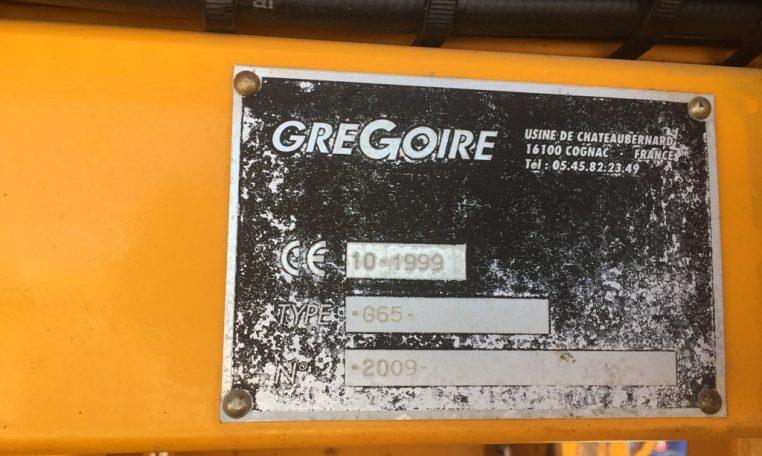 GREGOIRE
USINE DE CHATEAUBERNARD
16100 COGNAC - FRANCE
Tél : 05.45.82.23.49
CE 10-1999
TYPE -G65-
N° -2009-